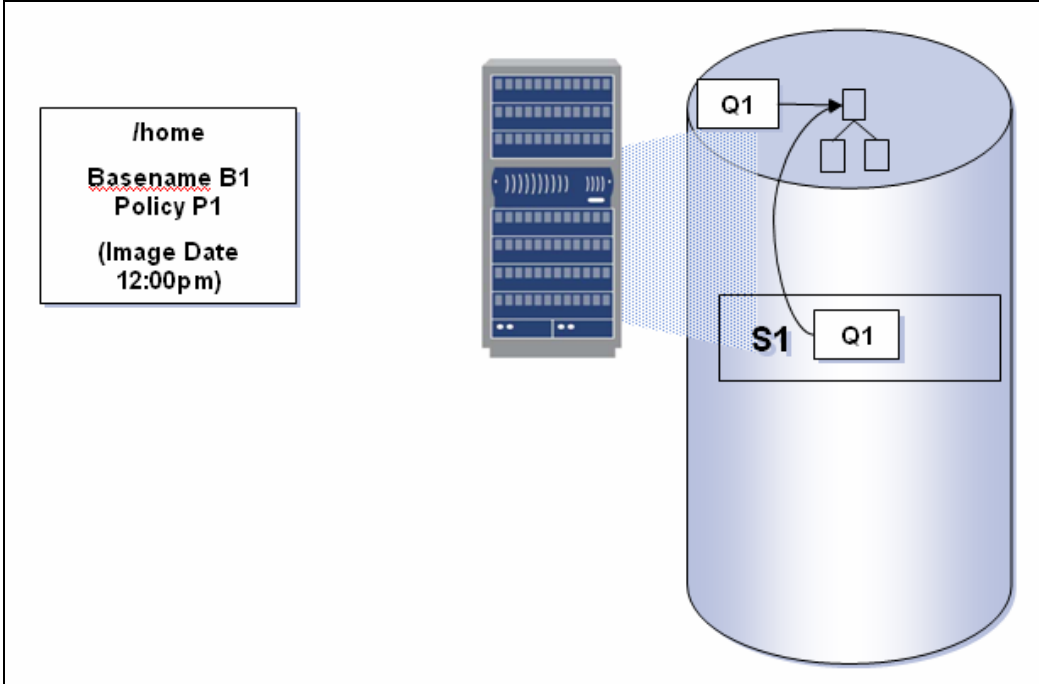 /home
Basename B1
Policy P1
(Image Date
12:00pm)
Q1
S1
Q1